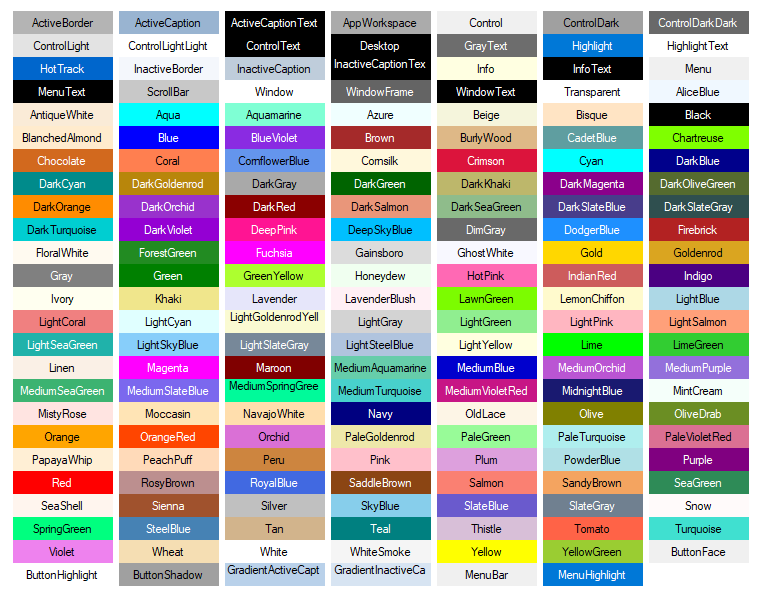 ActiveBorder ActiveCaption ActiveCaptionText AppWorkspace Control ControlDark ControlDarkDark
ControlLight ControlLightLight ControlText Desktop GrayText Highlight HighlightText
HotTrack InactiveBorder InactiveCaption InactiveCaptionTex Info InfoText Menu
MenuText ScrollBar Window WindowFrame WindowText Transparent AliceBlue
AntiqueWhite Aqua Aquamarine Azure Beige Bisque Black
BlanchedAlmond Blue BlueViolet Brown BurlyWood CadetBlue Chartreuse
Chocolate Coral CornflowerBlue Cornsilk Crimson Cyan DarkBlue
DarkCyan DarkGoldenrod DarkGray DarkGreen DarkKhaki DarkMagenta DarkOliveGreen
DarkOrange DarkOrchid DarkRed DarkSalmon DarkSeaGreen DarkSlateBlue DarkSlateGray
DarkTurquoise DarkViolet DeepPink DeepSkyBlue DimGray DodgerBlue Firebrick
FloralWhite ForestGreen Fuchsia Gainsboro GhostWhite Gold Goldenrod
Gray Green GreenYellow Honeydew HotPink IndianRed Indigo
Ivory Khaki Lavender LavenderBlush LawnGreen LemonChiffon LightBlue
LightCoral LightCyan LightGoldenrodYell LightGray LightGreen LightPink LightSalmon
LightSeaGreen LightSkyBlue LightSlateGray LightSteelBlue LightYellow Lime LimeGreen
Linen Magenta Maroon MediumAquamarine MediumBlue MediumOrchid MediumPurple
MediumSeaGreen MediumSlateBlue MediumSpringGree MediumTurquoise MediumVioletRed MidnightBlue MintCream
MistyRose Moccasin NavajoWhite Navy OldLace Olive OliveDrab
Orange OrangeRed Orchid PaleGoldenrod PaleGreen PaleTurquoise PaleVioletRed
PapayaWhip PeachPuff Peru Pink Plum PowderBlue Purple
Red RosyBrown RoyalBlue SaddleBrown Salmon SandyBrown SeaGreen
SeaShell Sienna Silver SkyBlue SlateBlue SlateGray Snow
SpringGreen SteelBlue Tan Teal Thistle Tomato Turquoise
Violet Wheat White WhiteSmoke Yellow YellowGreen ButtonFace
ButtonHighlight ButtonShadow GradientActiveCapt GradientInactiveCa MenuBar MenuHighlight